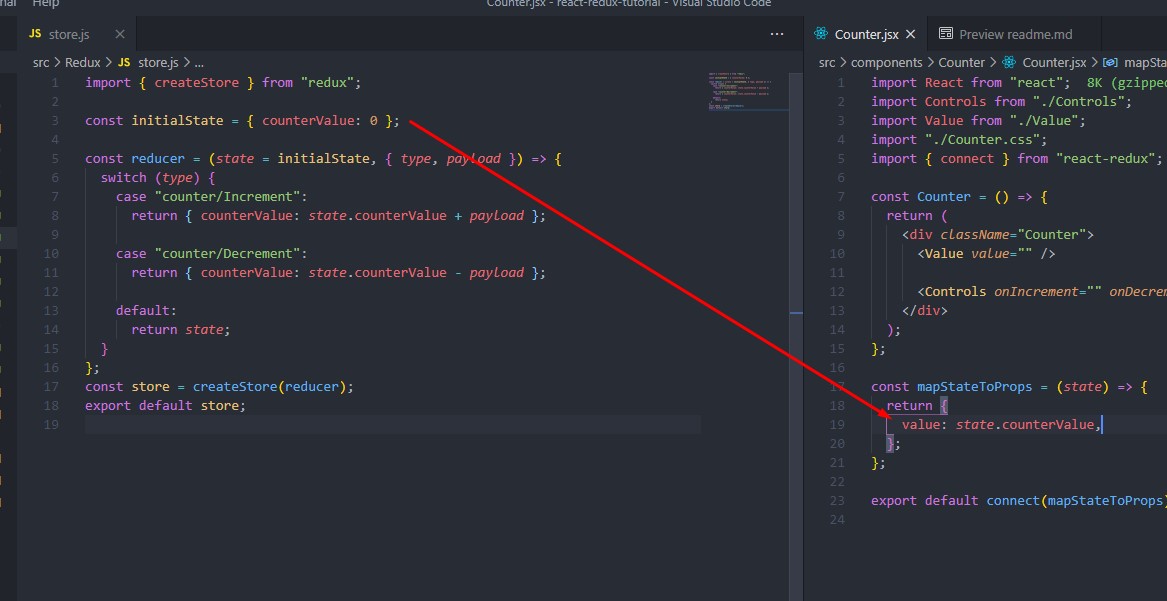 Help
Counter.jsx - react-redux-tutorial - Visual Studio Code
JS store.js ×
···
src > Redux > JS store.js > ...
1 import { createStore } from "redux";
2
3 const initialState = { counterValue: 0 };
4
5 const reducer = (state = initialState, { type, payload }) => {
6 switch (type) {
7 case "counter/Increment":
8 return { counterValue: state.counterValue + payload };
9
10 case "counter/Decrement":
11 return { counterValue: state.counterValue - payload };
12
13 default:
14 return state;
15 }
16 };
17 const store = createStore(reducer);
18 export default store;
19
Counter.jsx ×
Preview readme.md
src > components > Counter > Counter.jsx > mapSta
1 import React from "react"; 8K (gzipped
2 import Controls from "./Controls";
3 import Value from "./Value";
4 import "./Counter.css";
5 import { connect } from "react-redux";
6
7 const Counter = () => {
8 return (
9 <div className="Counter">
10 <Value value="" />
11
12 <Controls onIncrement="" onDecrem
13 </div>
14 );
15 };
16
17 const mapStateToProps = (state) => {
18 return {
19 value: state.counterValue,
20 };
21 };
22
23 export default connect(mapStateToProps)
24